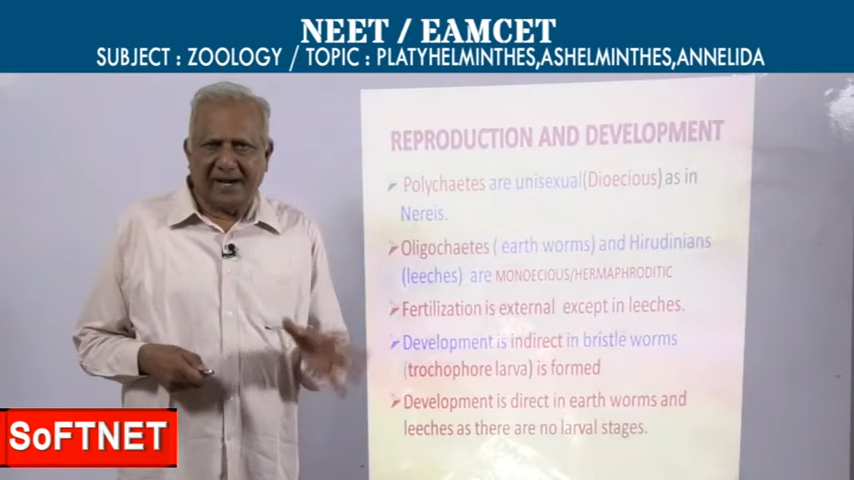 NEET / EAMCET
SUBJECT : ZOOLOGY / TOPIC : PLATYHELMINTHES,ASHELMINTHES,ANNELIDA
REPRODUCTION AND DEVELOPMENT
Polychaetes are unisexual(Dioecious) as in
Nereis.
Oligochaetes ( earth worms) and Hirudinians
(leeches) are MONOECIOUS/HERMAPHRODITIC
Fertilization is external except in leeches.
Development is indirect in bristle worms
(trochophore larva) is formed
Development is direct in earth worms and
leeches as there are no larval stages.
SoFTNET